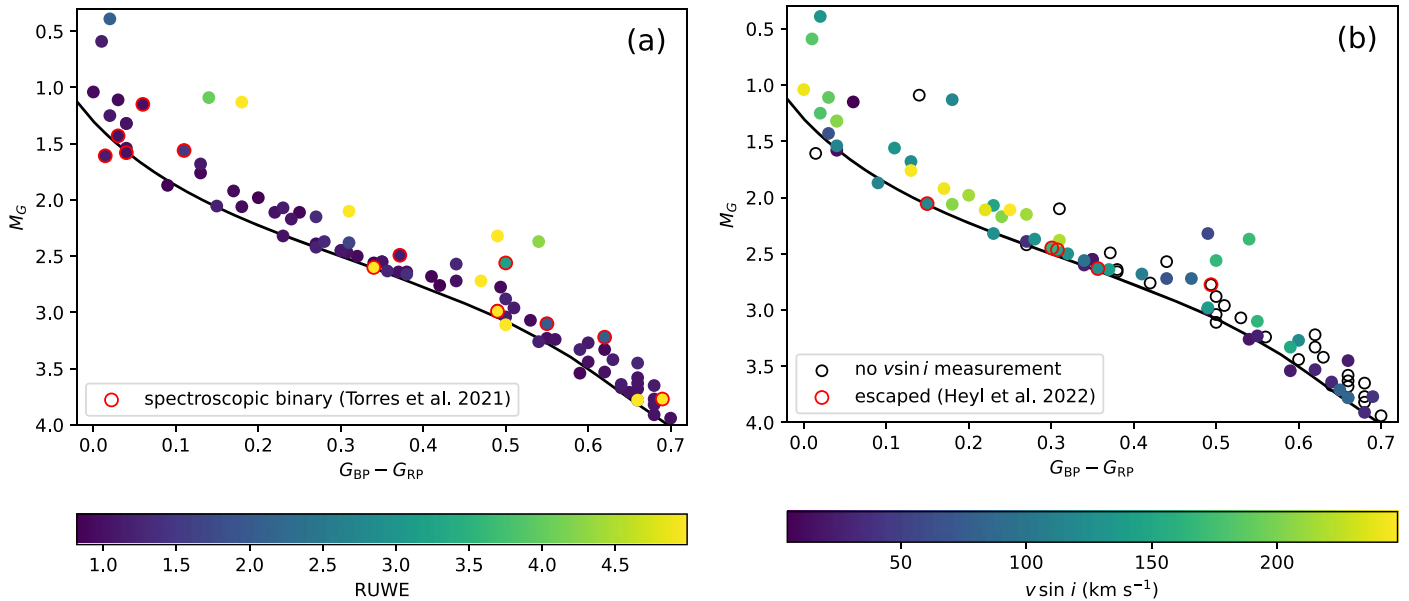 (a)
0.5
1.0
1.5
2.0
2.5
3.0
3.5
4.0
M_G
spectroscopic binary (Torres et al. 2021)
0.0 0.1 0.2 0.3 0.4 0.5 0.6 0.7
G_BP − G_RP
1.0 1.5 2.0 2.5 3.0 3.5 4.0 4.5
RUWE
(b)
0.5
1.0
1.5
2.0
2.5
3.0
3.5
4.0
M_G
no v sin i measurement
escaped (Heyl et al. 2022)
0.0 0.1 0.2 0.3 0.4 0.5 0.6 0.7
G_BP − G_RP
50 100 150 200
v sin i (km s⁻¹)